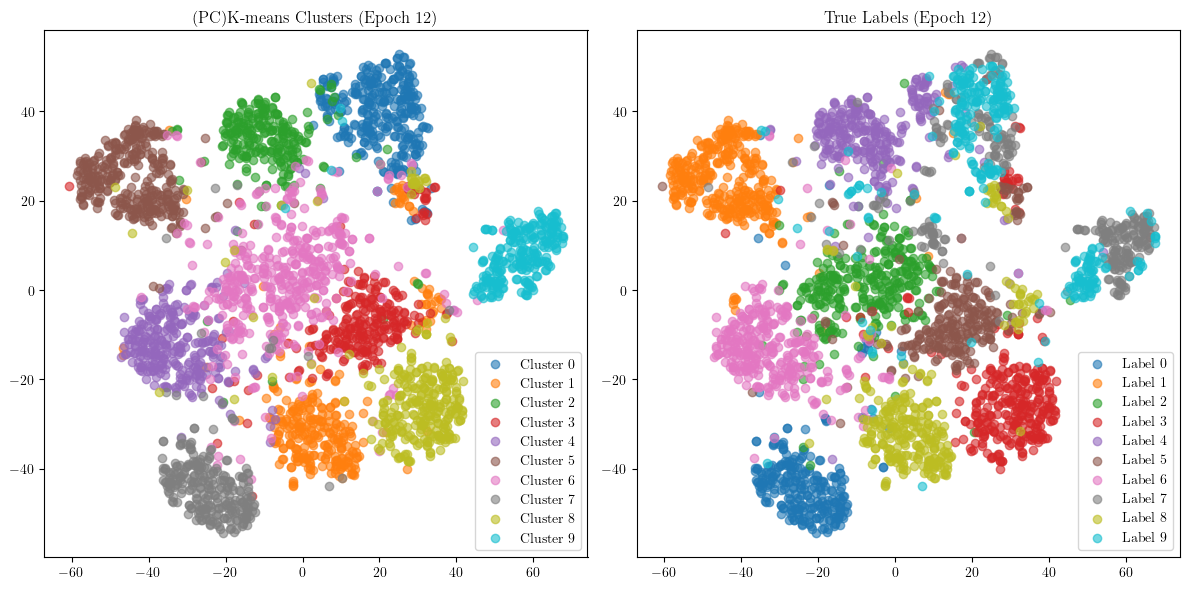 (PC)K-means Clusters (Epoch 12)
40
20
0
−20
−40
−60
−40
−20
0
20
40
60
Cluster 0
Cluster 1
Cluster 2
Cluster 3
Cluster 4
Cluster 5
Cluster 6
Cluster 7
Cluster 8
Cluster 9
True Labels (Epoch 12)
40
20
0
−20
−40
−60
−40
−20
0
20
40
60
Label 0
Label 1
Label 2
Label 3
Label 4
Label 5
Label 6
Label 7
Label 8
Label 9